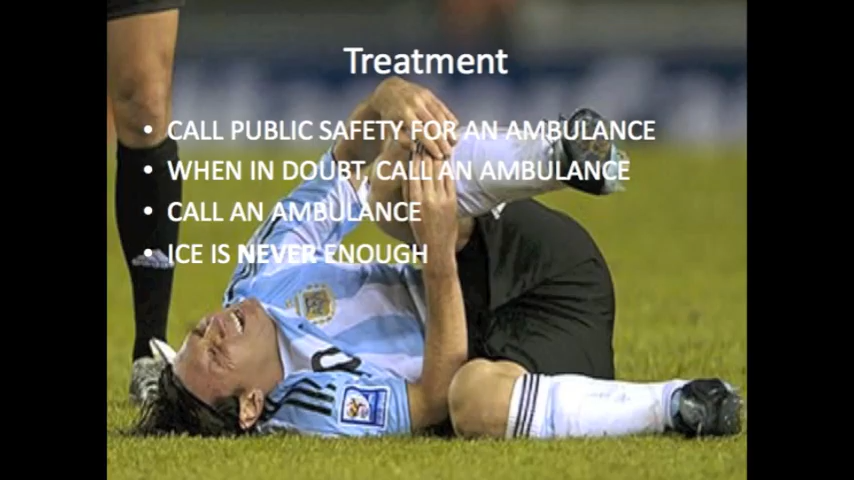 Treatment
• CALL PUBLIC SAFETY FOR AN AMBULANCE
• WHEN IN DOUBT, CALL AN AMBULANCE
• CALL AN AMBULANCE
• ICE IS NEVER ENOUGH